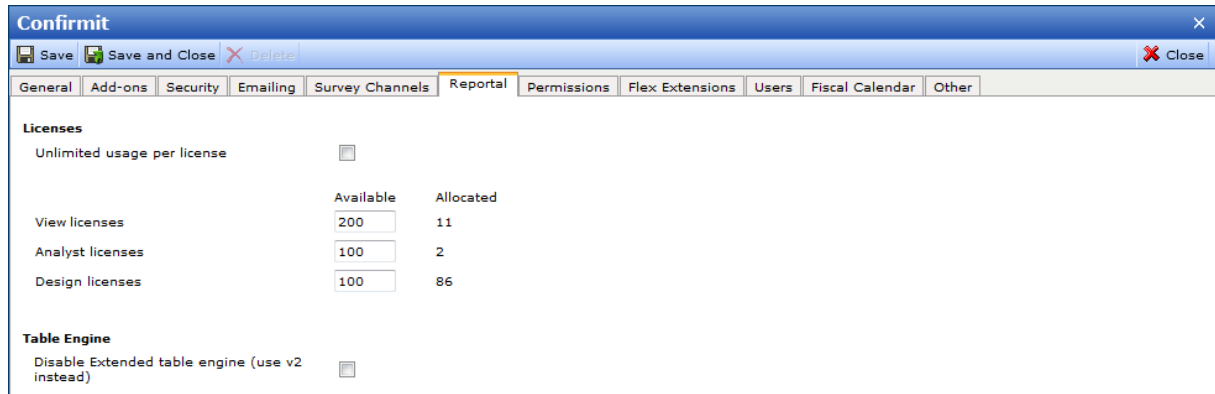 Confirmit
Save Save and Close Delete Close
General Add-ons Security Emailing Survey Channels Reportal Permissions Flex Extensions Users Fiscal Calendar Other
Licenses
Unlimited usage per license
Available Allocated
View licenses 200 11
Analyst licenses 100 2
Design licenses 100 86
Table Engine
Disable Extended table engine (use v2
instead)